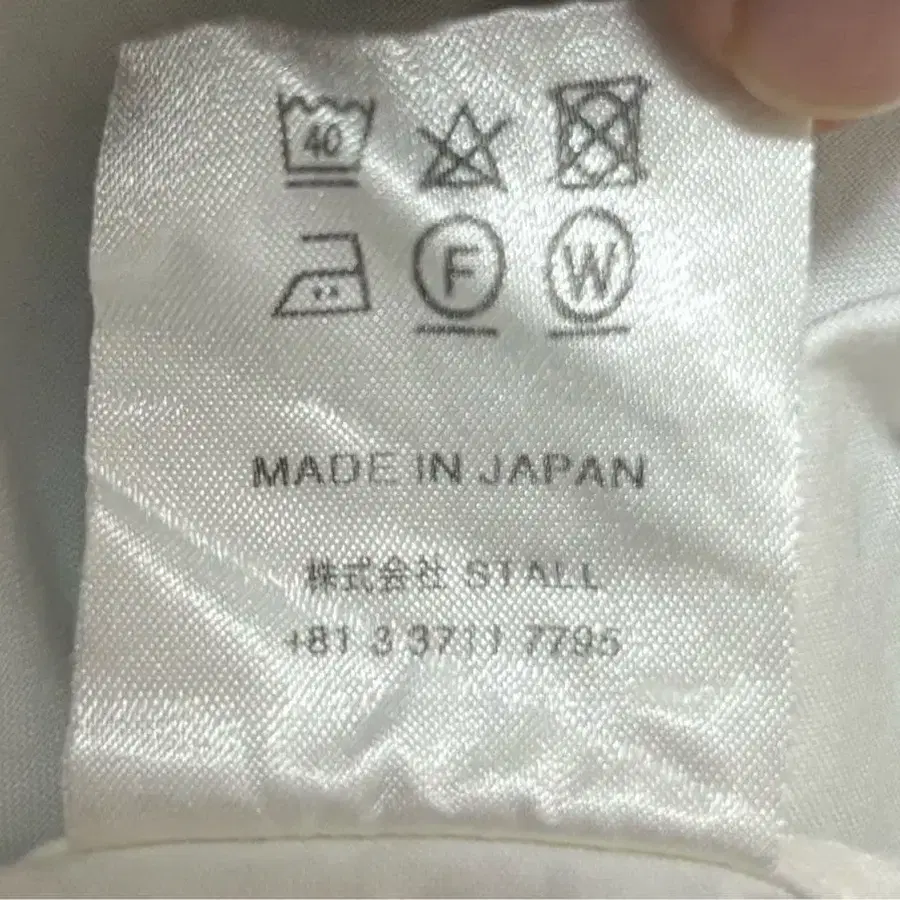 40
F W
MADE IN JAPAN
株式会社 STALL
+81 3 3711 7795